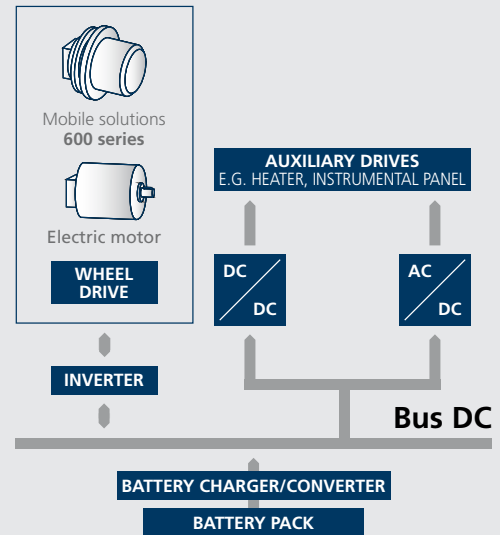 Mobile solutions
600 series
Electric motor
WHEEL
DRIVE
INVERTER
AUXILIARY DRIVES
E.G. HEATER, INSTRUMENTAL PANEL
DC
DC
AC
DC
Bus DC
BATTERY CHARGER/CONVERTER
BATTERY PACK